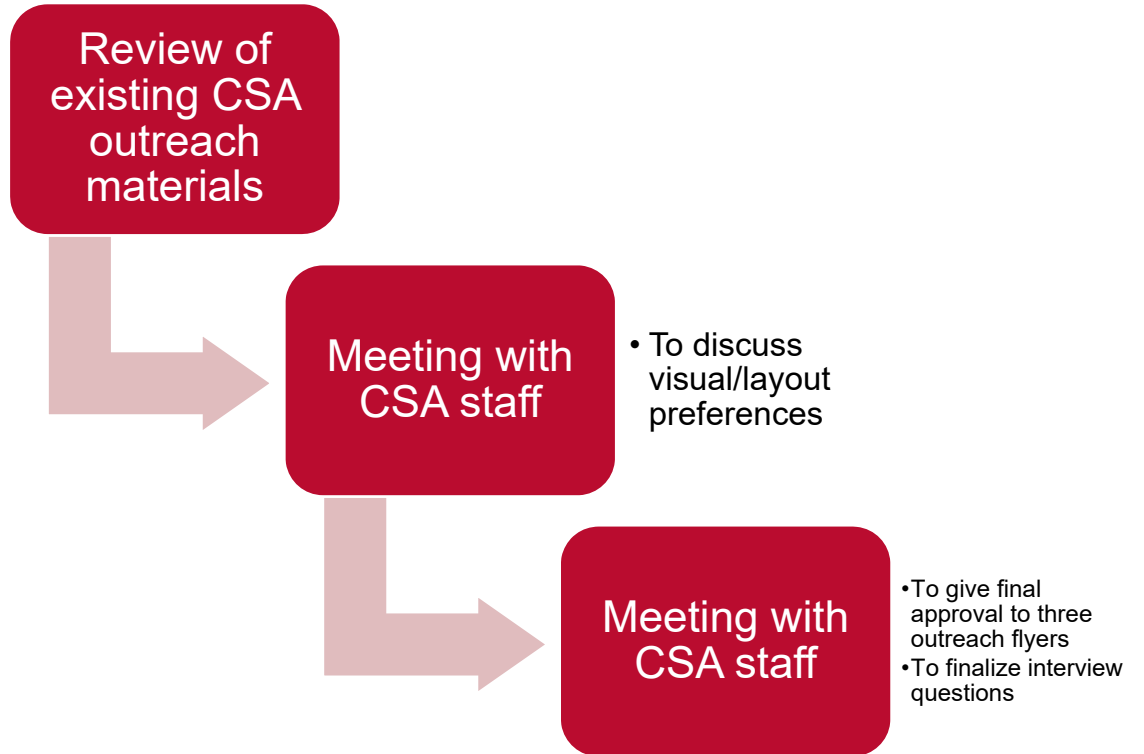 Review of
existing CSA
outreach
materials
Meeting with
CSA staff
• To discuss
visual/layout
preferences
Meeting with
CSA staff
•To give final
approval to three
outreach flyers
•To finalize interview
questions